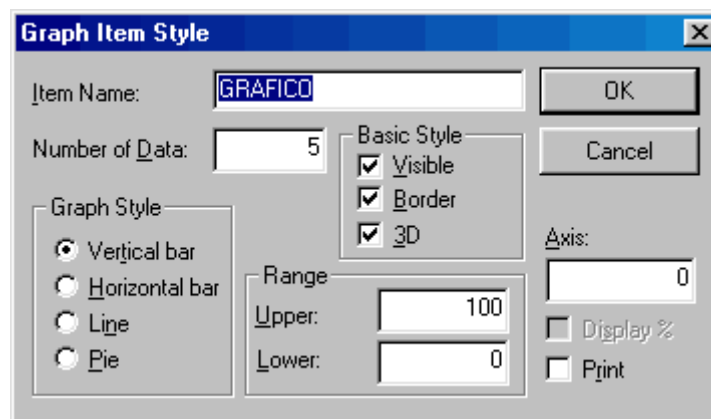 Graph Item Style
Item Name: GRAFICO
OK
Number of Data: 5
Basic Style
Cancel
Visible
Border
3D
Graph Style
Vertical bar
Horizontal bar
Line
Pie
Range
Upper: 100
Lower: 0
Axis:
0
Display %
Print